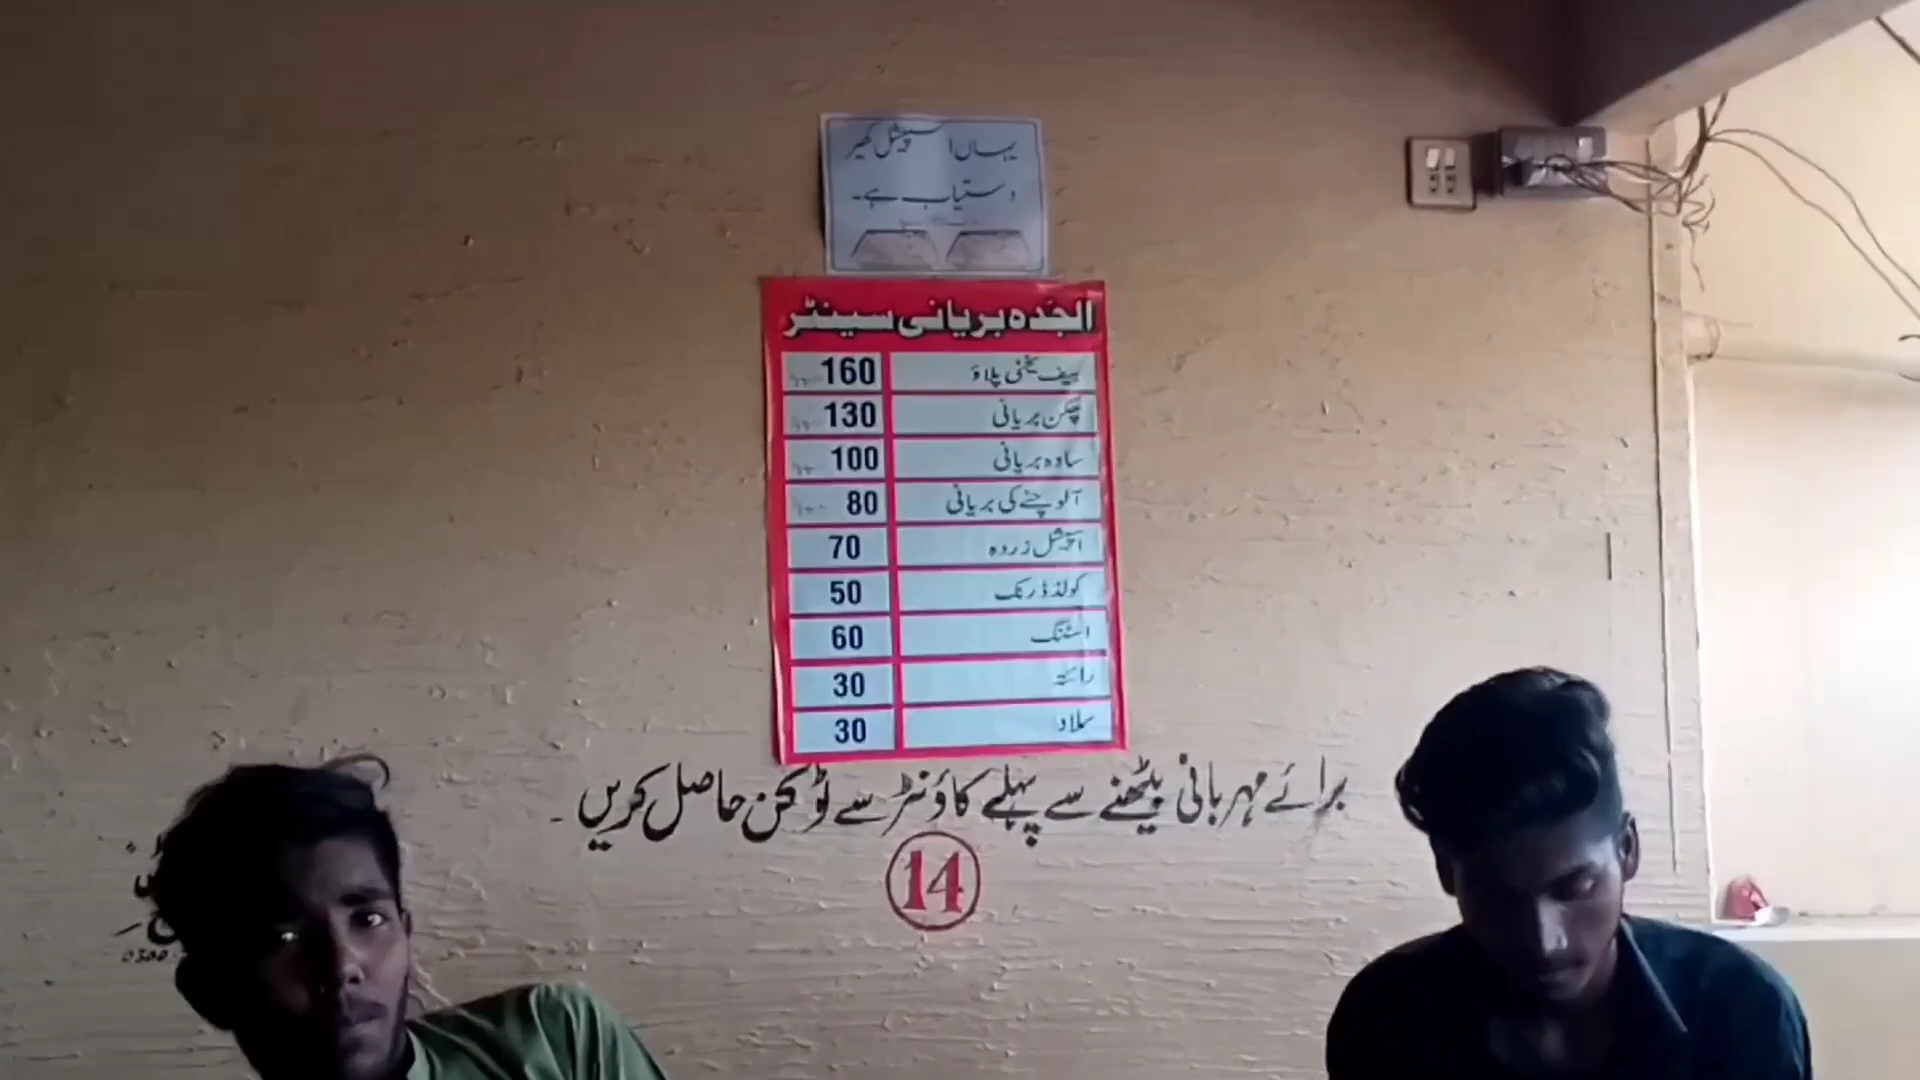 یہاں اسپیشل کھیر
دستیاب ہے۔
الجدہ بریانی سینٹر
بیف یخنی پلاؤ 160
چکن بریانی 130
سادہ بریانی 100
آلو چنے کی بریانی 80
اسپیشل زردہ 70
کولڈ ڈرنک 50
اسٹنگ 60
رائتہ 30
سلاد 30
برائے مہربانی بیٹھنے سے پہلے کاؤنٹر سے ٹوکن حاصل کریں۔
14
0300